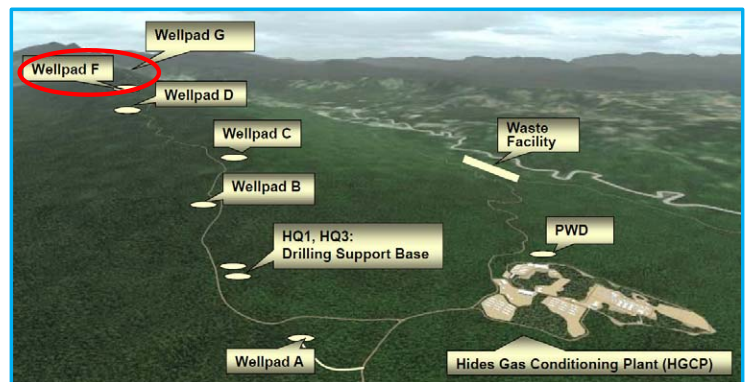 Wellpad G
Wellpad F
Wellpad D
Wellpad C
Waste
Facility
Wellpad B
HQ1, HQ3:
Drilling Support Base
PWD
Wellpad A
Hides Gas Conditioning Plant (HGCP)